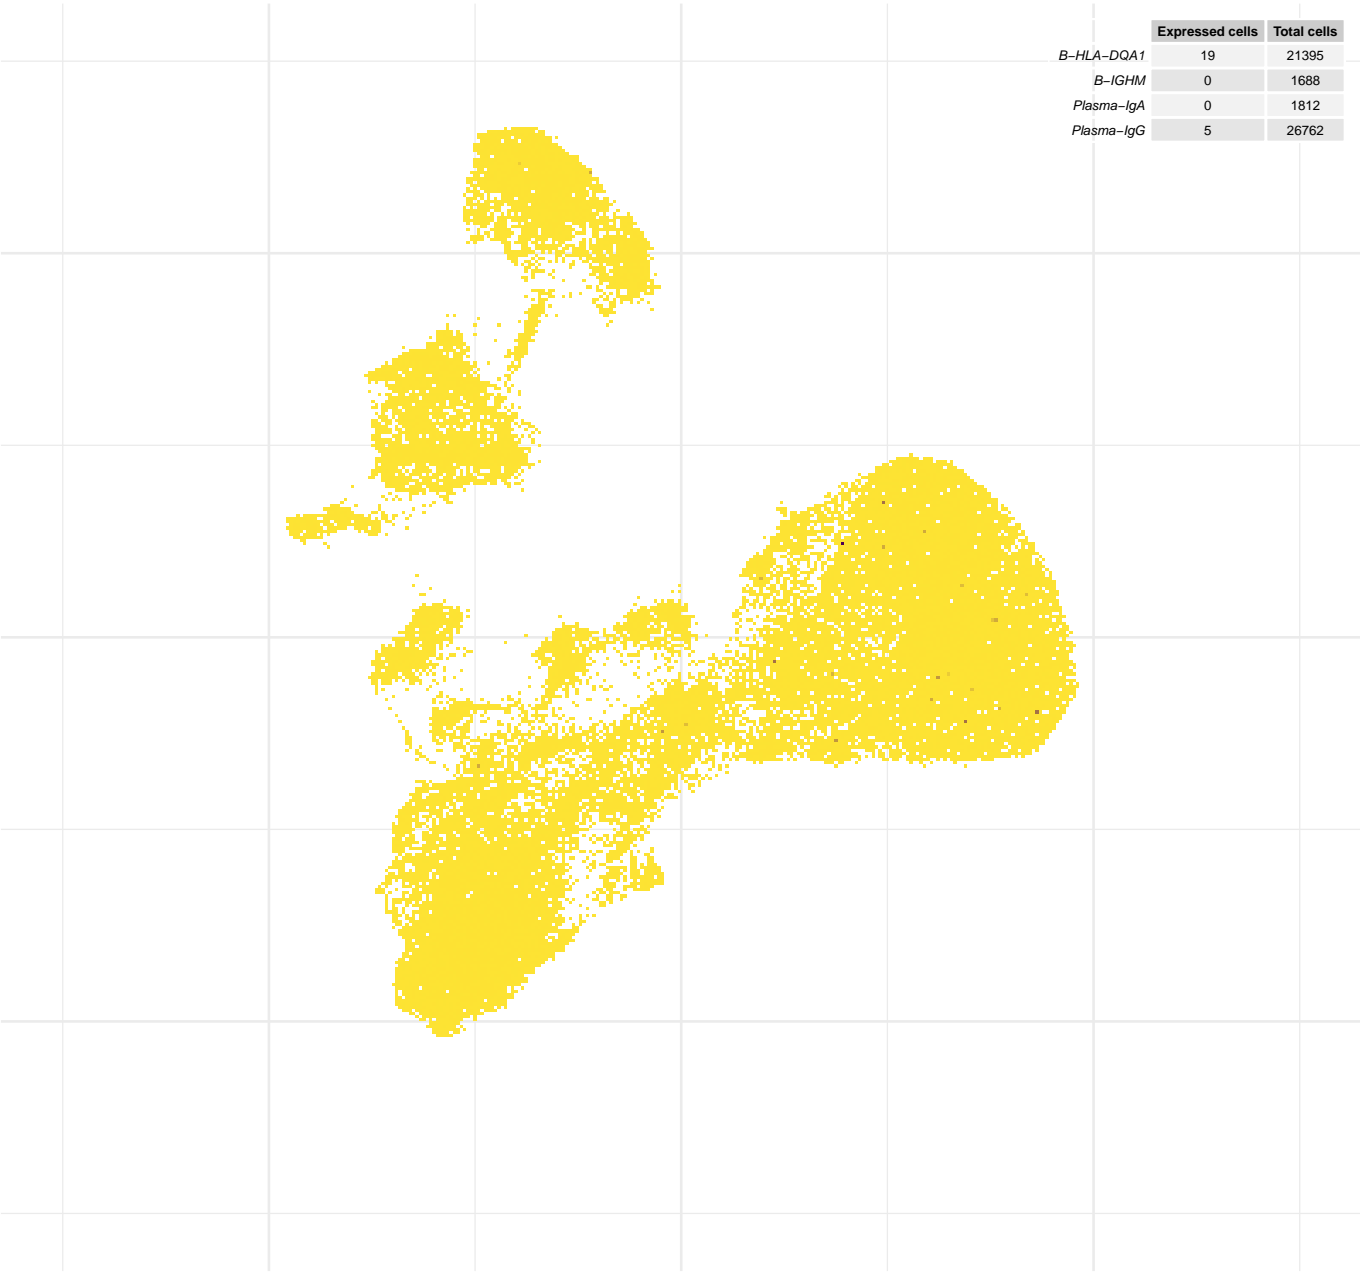 Expressed cells Total cells
B−HLA−DQA1 19 21395
B−IGHM 0 1688
Plasma−IgA 0 1812
Plasma−IgG 5 26762